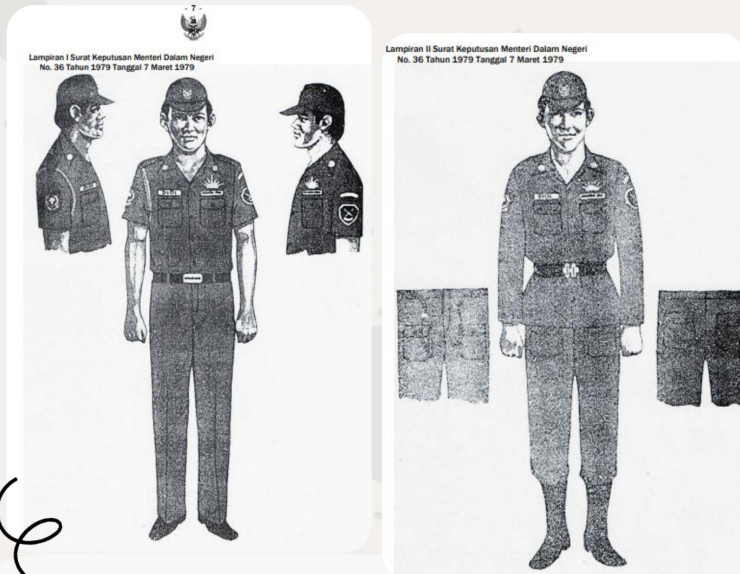 - 7 -
Lampiran I Surat Keputusan Menteri Dalam Negeri
No. 36 Tahun 1979 Tanggal 7 Maret 1979
Lampiran II Surat Keputusan Menteri Dalam Negeri
No. 36 Tahun 1979 Tanggal 7 Maret 1979